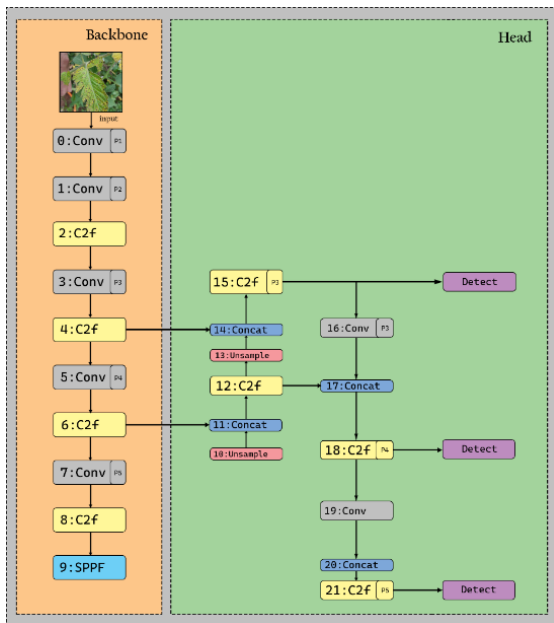 Backbone
Input
0:Conv P1
1:Conv P2
2:C2f
3:Conv P3
4:C2f
5:Conv P4
6:C2f
7:Conv P5
8:C2f
9:SPPF
Head
15:C2f P3
Detect
14:Concat
13:Unsample
12:C2f
11:Concat
10:Unsample
16:Conv P3
17:Concat
18:C2f P4
Detect
19:Conv
20:Concat
21:C2f P5
Detect